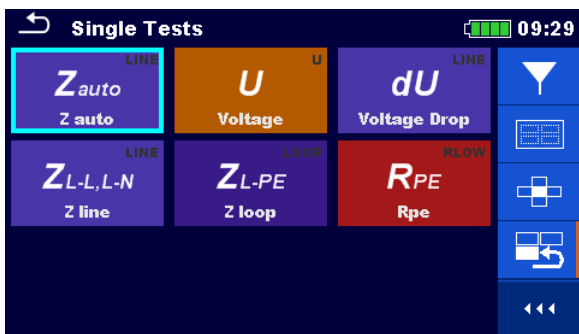 Single Tests 09:29
LINE U LINE
Zauto U dU
Z auto Voltage Voltage Drop
LINE LOOP RLOW
ZL-L,L-N ZL-PE RPE
Z line Z loop Rpe